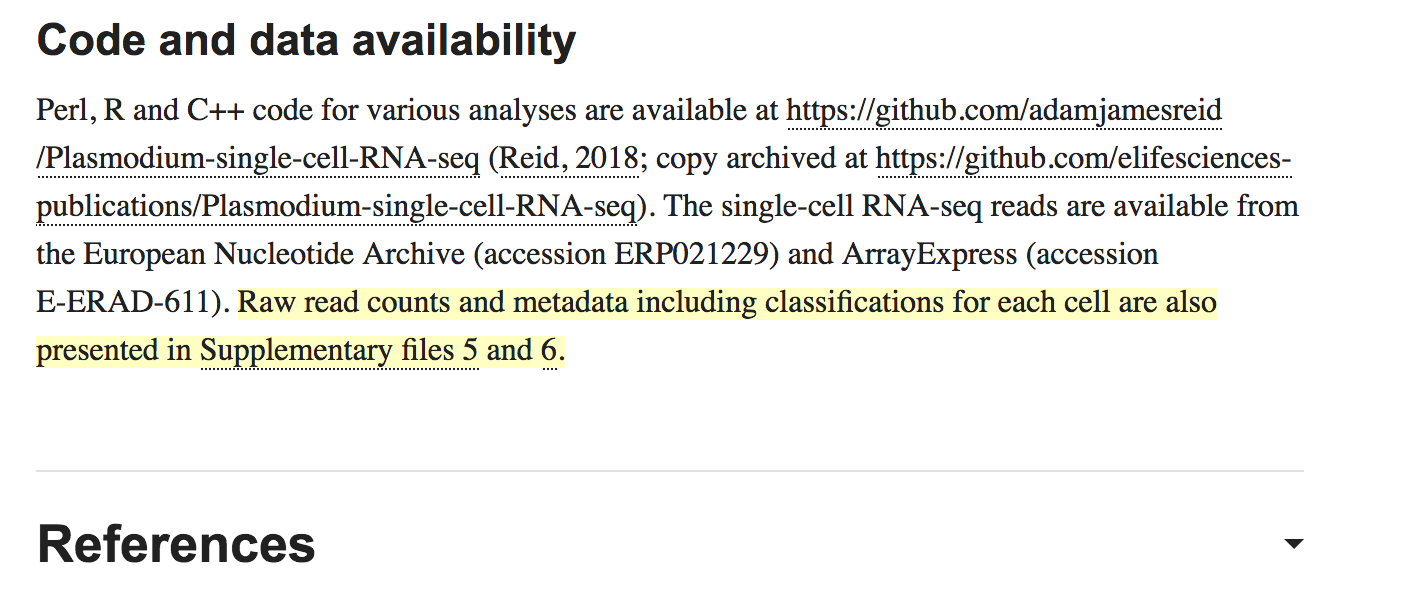 Code and data availability
Perl, R and C++ code for various analyses are available at https://github.com/adamjamesreid
/Plasmodium-single-cell-RNA-seq (Reid, 2018; copy archived at https://github.com/elifesciences-
publications/Plasmodium-single-cell-RNA-seq). The single-cell RNA-seq reads are available from
the European Nucleotide Archive (accession ERP021229) and ArrayExpress (accession
E-ERAD-611). Raw read counts and metadata including classifications for each cell are also
presented in Supplementary files 5 and 6.
References